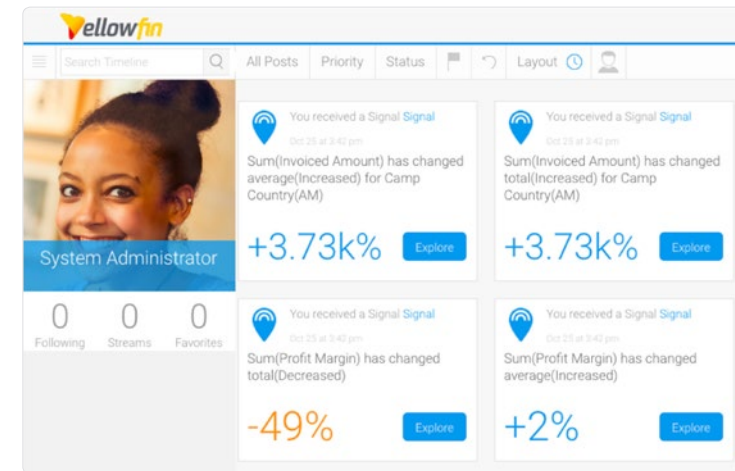 Yellowfin
Search Timeline
All Posts Priority Status Layout
You received a Signal Signal
Oct 25 at 3:42 pm
Sum(Invoiced Amount) has changed
average(Increased) for Camp
Country(AM)
+3.73k%
Explore
You received a Signal Signal
Oct 25 at 3:42 pm
Sum(Invoiced Amount) has changed
total(Increased) for Camp
Country(AM)
+3.73k%
Explore
System Administrator
0 0 0
Following Streams Favorites
You received a Signal Signal
Oct 25 at 3:42 pm
Sum(Profit Margin) has changed
total(Decreased)
-49%
Explore
You received a Signal Signal
Oct 25 at 3:42 pm
Sum(Profit Margin) has changed
average(Increased)
+2%
Explore